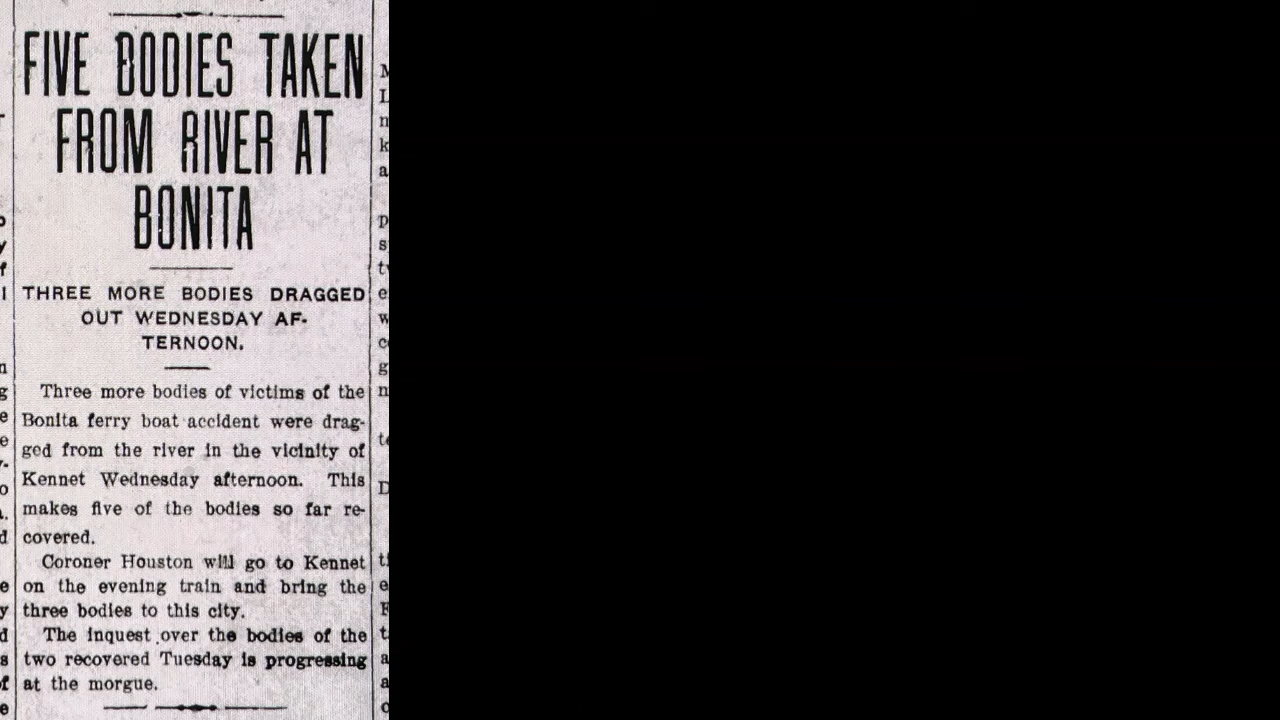 FIVE BODIES TAKEN
FROM RIVER AT
BONITA
THREE MORE BODIES DRAGGED
OUT WEDNESDAY AF-
TERNOON.
Three more bodies of victims of the
Bonita ferry boat accident were drag-
ged from the river in the vicinity of
Kennet Wednesday afternoon. This
makes five of the bodies so far re-
covered.
Coroner Houston will go to Kennet
on the evening train and bring the
three bodies to this city.
The inquest over the bodies of the
two recovered Tuesday is progressing
at the morgue.